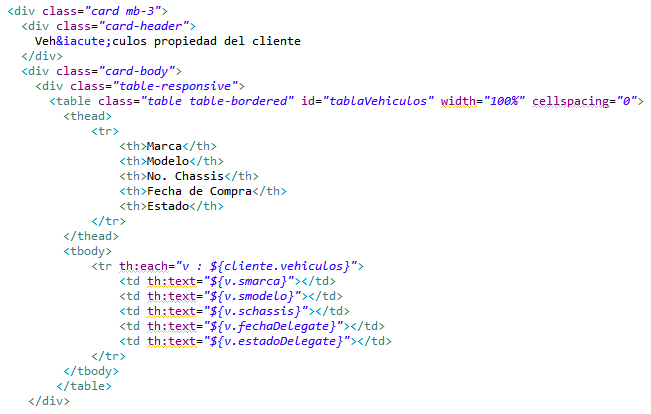 <div class="card mb-3">
<div class="card-header">
Veh&iacute;culos propiedad del cliente
</div>
<div class="card-body">
<div class="table-responsive">
<table class="table table-bordered" id="tablaVehiculos" width="100%" cellspacing="0">
<thead>
<tr>
<th>Marca</th>
<th>Modelo</th>
<th>No. Chassis</th>
<th>Fecha de Compra</th>
<th>Estado</th>
</tr>
</thead>
<tbody>
<tr th:each="v : ${cliente.vehiculos}">
<td th:text="${v.smarca}"></td>
<td th:text="${v.smodelo}"></td>
<td th:text="${v.schassis}"></td>
<td th:text="${v.fechaDelegate}"></td>
<td th:text="${v.estadoDelegate}"></td>
</tr>
</tbody>
</table>
</div>